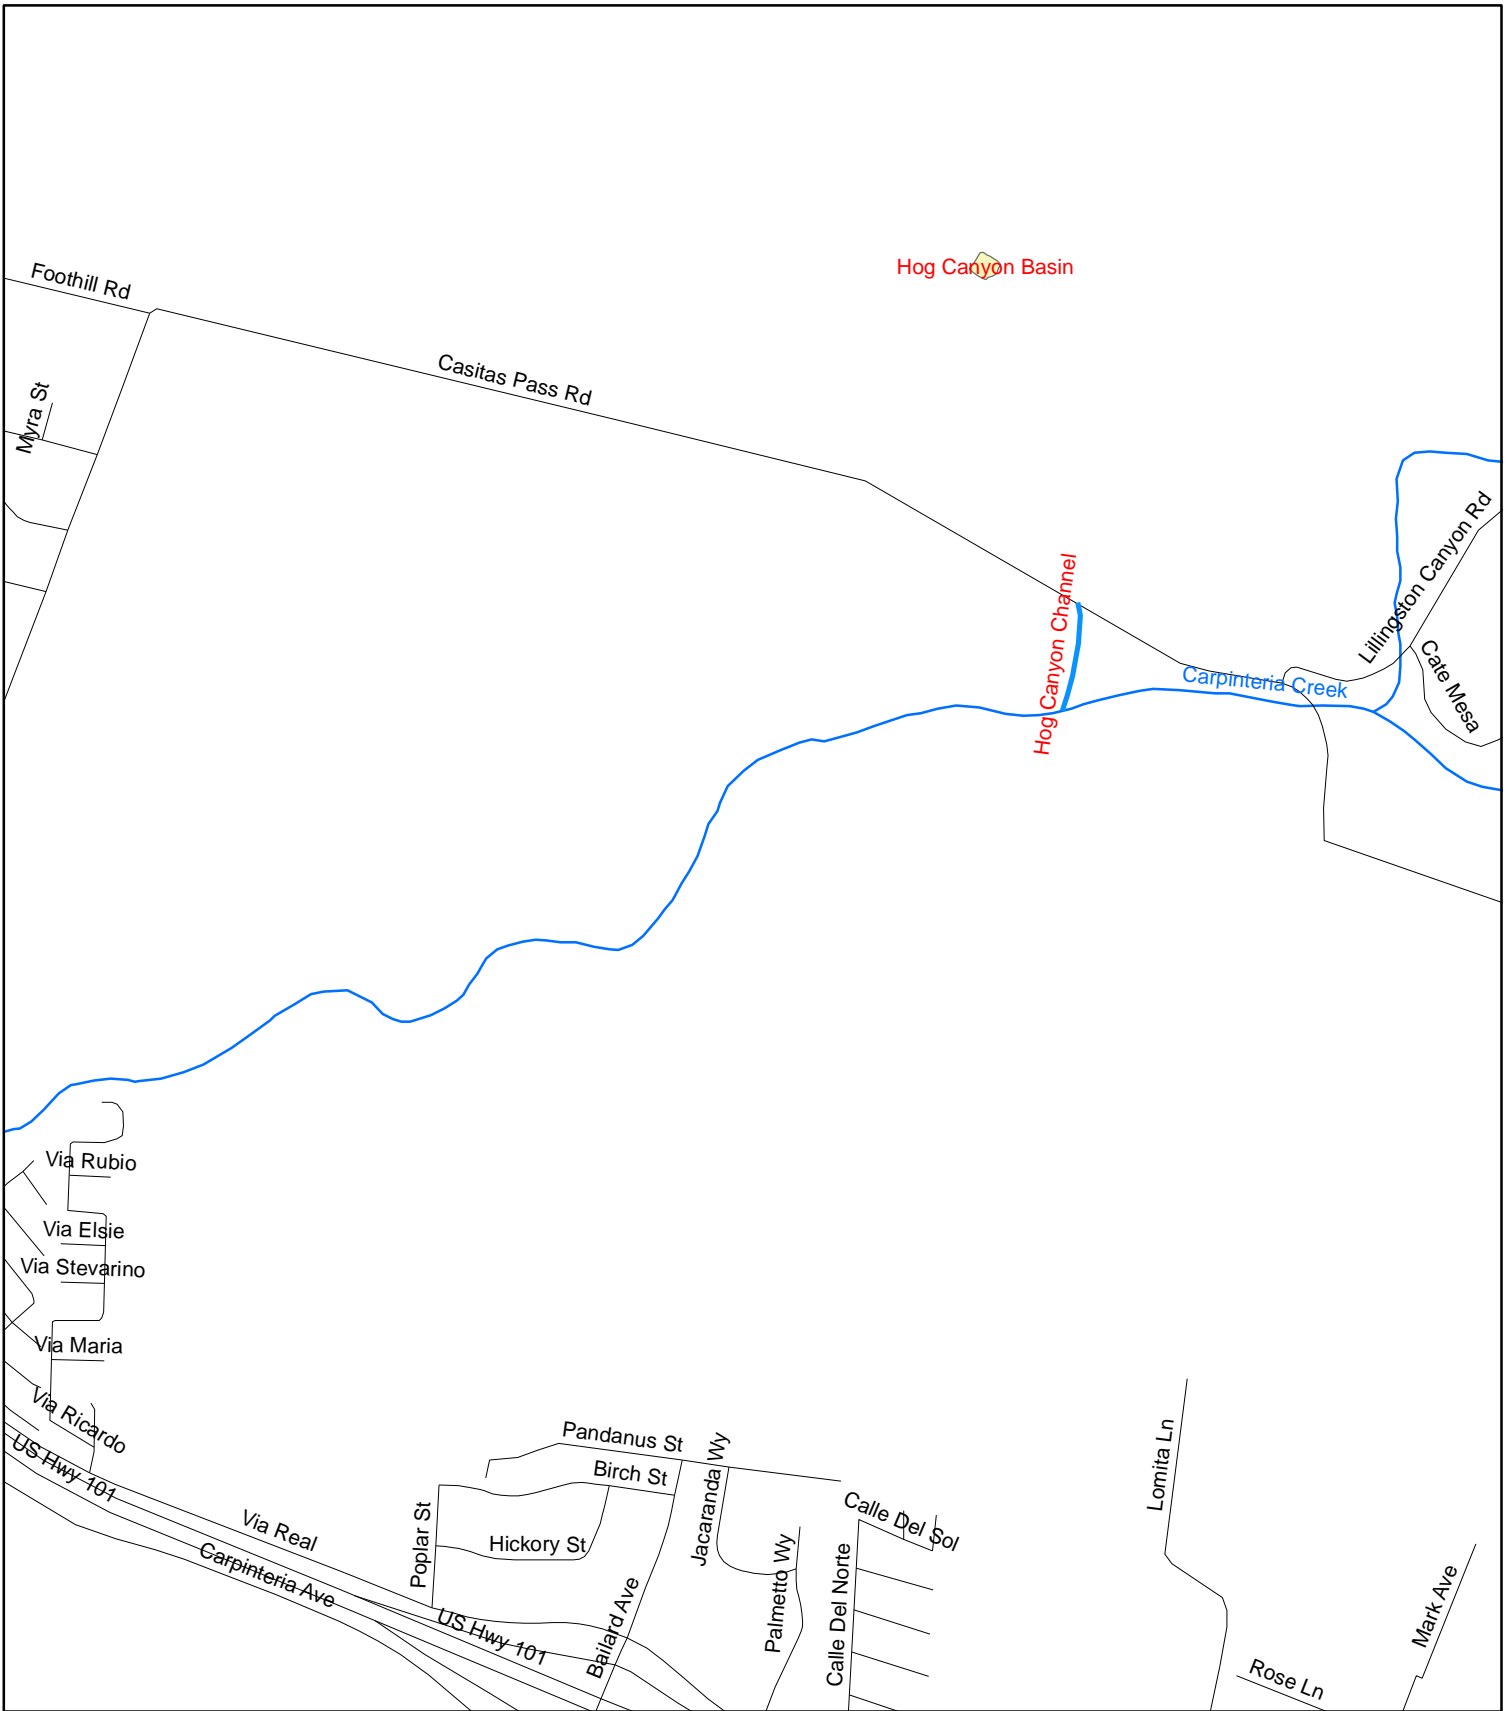 Hog Canyon Basin
Foothill Rd
Casitas Pass Rd
Myra St
Lillingston Canyon Rd
Hog Canyon Channel
Cate Mesa
Carpinteria Creek
Via Rubio
Via Elsie
Via Stevarino
Via Maria
Via Ricardo
US Hwy 101
Via Real
Carpinteria Ave
Pandanus St
Birch St
Hickory St
Poplar St
US Hwy 101
Bailard Ave
Jacaranda Wy
Palmetto Wy
Calle Del Sol
Calle Del Norte
Lomita Ln
Rose Ln
Mark Ave